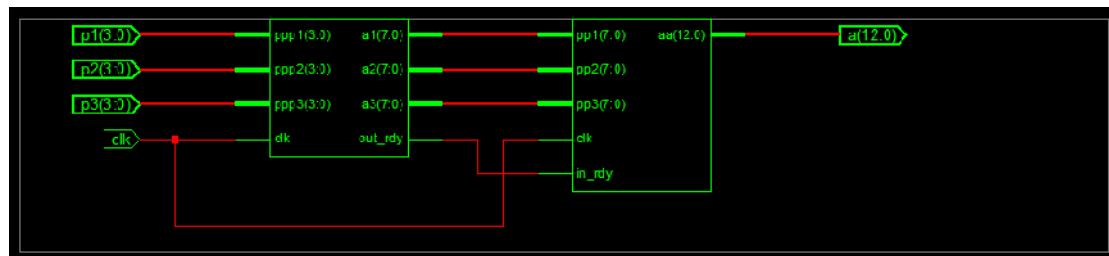 p1(3:0) ppp1(3:0) a1(7:0) pp1(7:0) aa(12:0) a(12:0)
p2(3:0) ppp2(3:0) a2(7:0) pp2(7:0)
p3(3:0) ppp3(3:0) a3(7:0) pp3(7:0)
clk clk out_rdy clk
in_rdy